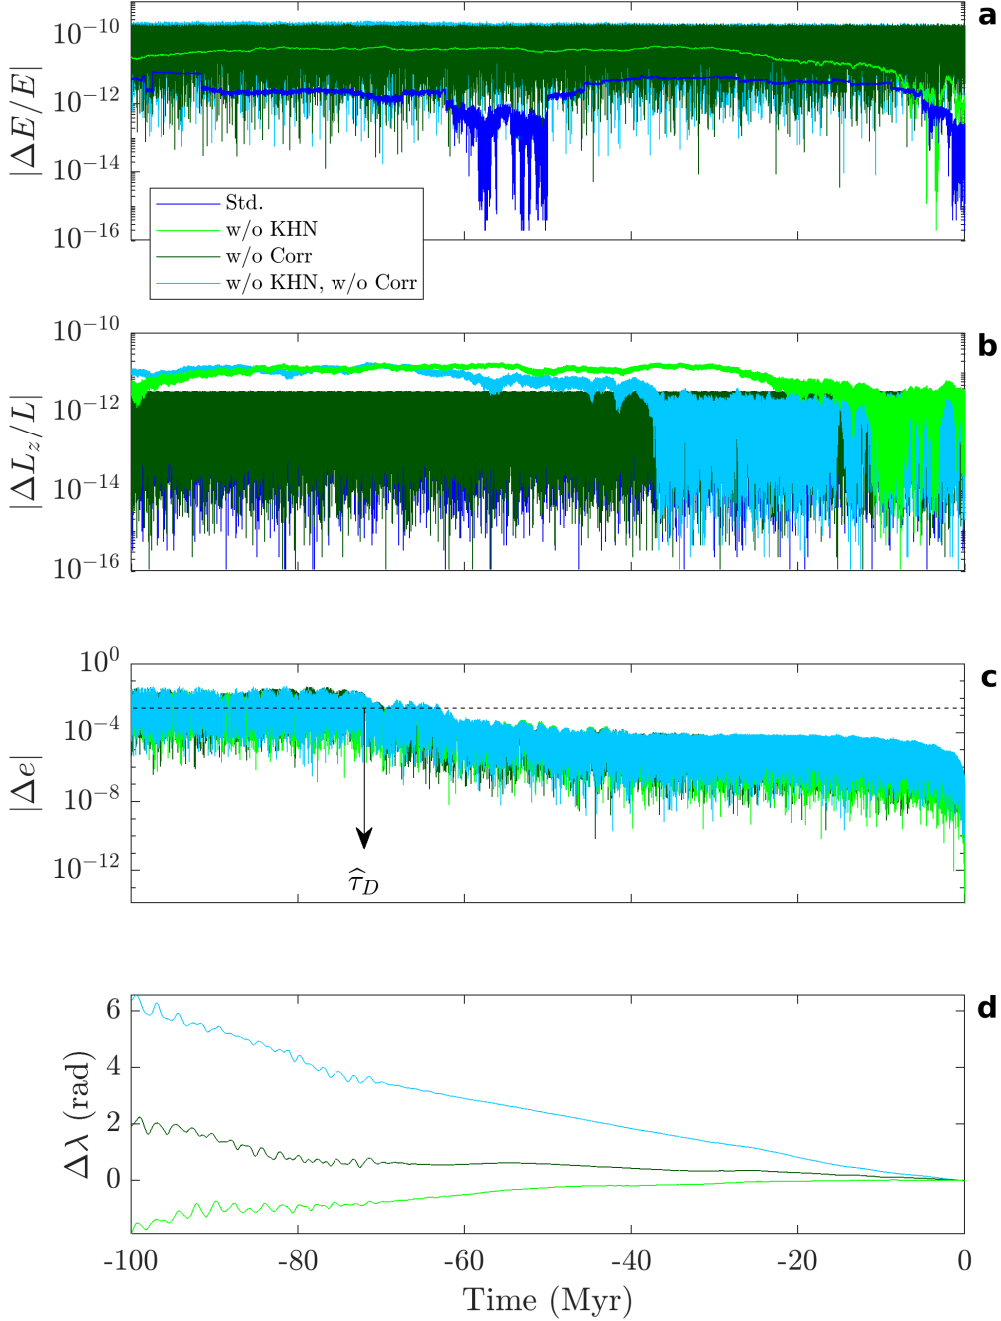 a
10^{-10}
10^{-12}
10^{-14}
10^{-16}
|ΔE/E|
Std.
w/o KHN
w/o Corr
w/o KHN, w/o Corr
b
10^{-10}
10^{-12}
10^{-14}
10^{-16}
|ΔL_z/L|
c
10^{0}
10^{-4}
10^{-8}
10^{-12}
|Δe|
\widehat{τ}_D
d
6
4
2
0
Δλ (rad)
-100 -80 -60 -40 -20 0
Time (Myr)